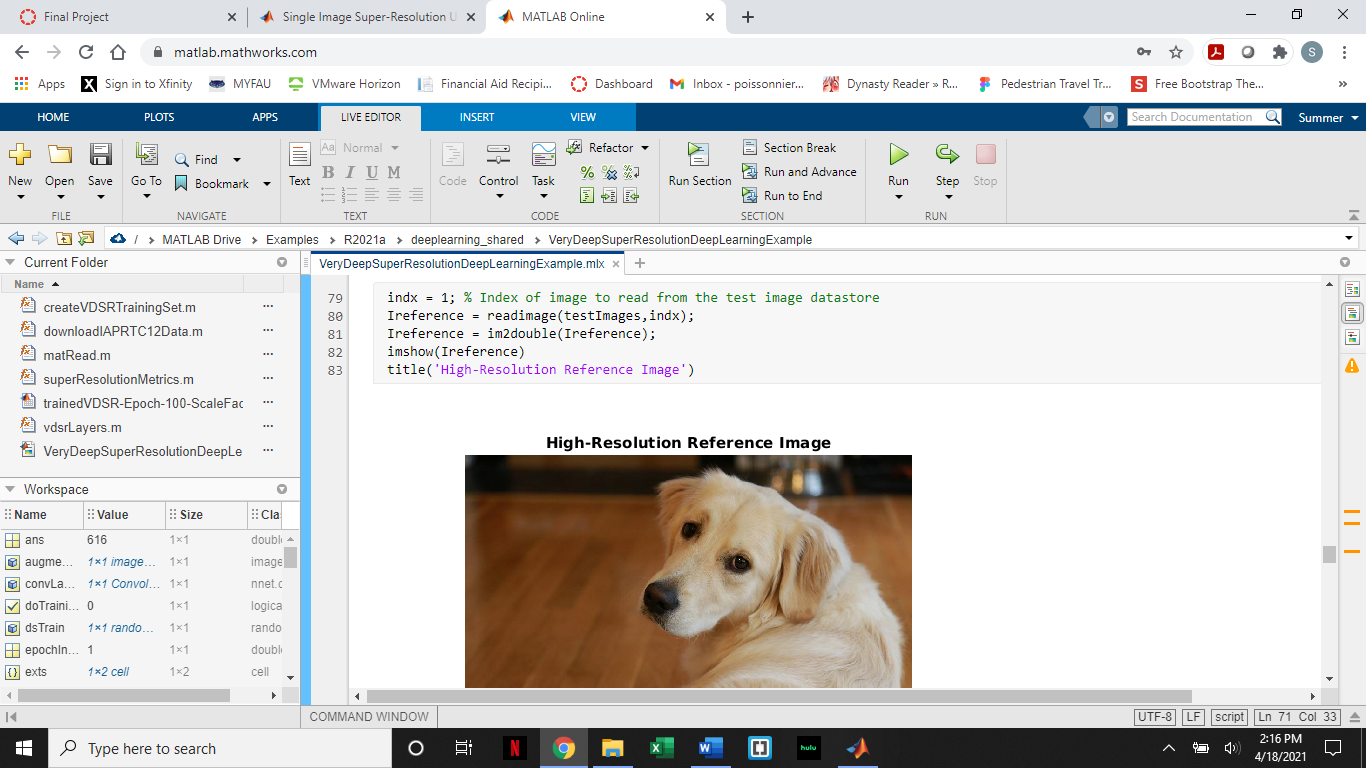 Final Project
Single Image Super-Resolution U
MATLAB Online
matlab.mathworks.com
S
Apps
Sign in to Xfinity
MYFAU
VMware Horizon
Financial Aid Recipi...
Dashboard
Inbox - poissonnier...
Dynasty Reader » R...
Pedestrian Travel Tr...
S Free Bootstrap The...
»
HOME PLOTS APPS LIVE EDITOR INSERT VIEW
Search Documentation
Summer
New Open Save
FILE
Go To
Find
Bookmark
NAVIGATE
Text
Aa Normal
B I U M
TEXT
Code Control Task
Refactor
CODE
Run Section
Section Break
Run and Advance
Run to End
SECTION
Run Step Stop
RUN
/ MATLAB Drive Examples R2021a deeplearning_shared VeryDeepSuperResolutionDeepLearningExample
Current Folder
Name
createVDSRTrainingSet.m
downloadIAPRTC12Data.m
matRead.m
superResolutionMetrics.m
trainedVDSR-Epoch-100-ScaleFac
vdsrLayers.m
VeryDeepSuperResolutionDeepLe
Workspace
Name Value Size Cla
ans 616 1×1 doubl
augme... 1×1 image... 1×1 image
convLa... 1×1 Convol... 1×1 nnet.c
doTraini... 0 1×1 logica
dsTrain 1×1 rando... 1×1 rando
epochIn... 1 1×1 doubl
exts 1×2 cell 1×2 cell
VeryDeepSuperResolutionDeepLearningExample.mlx
79 indx = 1; % Index of image to read from the test image datastore
80 Ireference = readimage(testImages,indx);
81 Ireference = im2double(Ireference);
82 imshow(Ireference)
83 title('High-Resolution Reference Image')
High-Resolution Reference Image
COMMAND WINDOW
UTF-8 LF script Ln 71 Col 33
Type here to search
N
hulu
2:16 PM
4/18/2021